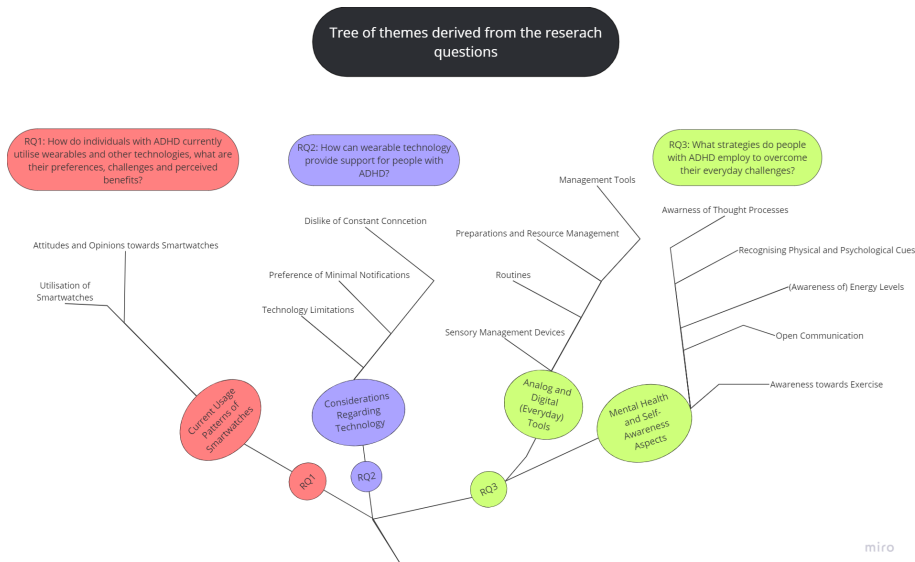 Tree of themes derived from the reserach
questions
RQ1: How do individuals with ADHD currently
utilise wearables and other technologies, what are
their preferences, challenges and perceived
benefits?
RQ2: How can wearable technology
provide support for people with
ADHD?
RQ3: What strategies do people
with ADHD employ to overcome
their everyday challenges?
Attitudes and Opinions towards Smartwatches
Utilisation of
Smartwatches
Dislike of Constant Conncetion
Preference of Minimal Notifications
Technology Limitations
Management Tools
Preparations and Resource Management
Routines
Sensory Management Devices
Awarness of Thought Processes
Recognising Physical and Psychological Cues
(Awareness of) Energy Levels
Open Communication
Awareness towards Exercise
Current Usage
Patterns of
Smartwatches
Considerations
Regarding
Technology
Analog and
Digital
(Everyday)
Tools
Mental Health
and Self-
Awareness
Aspects
RQ1
RQ2
RQ3
miro